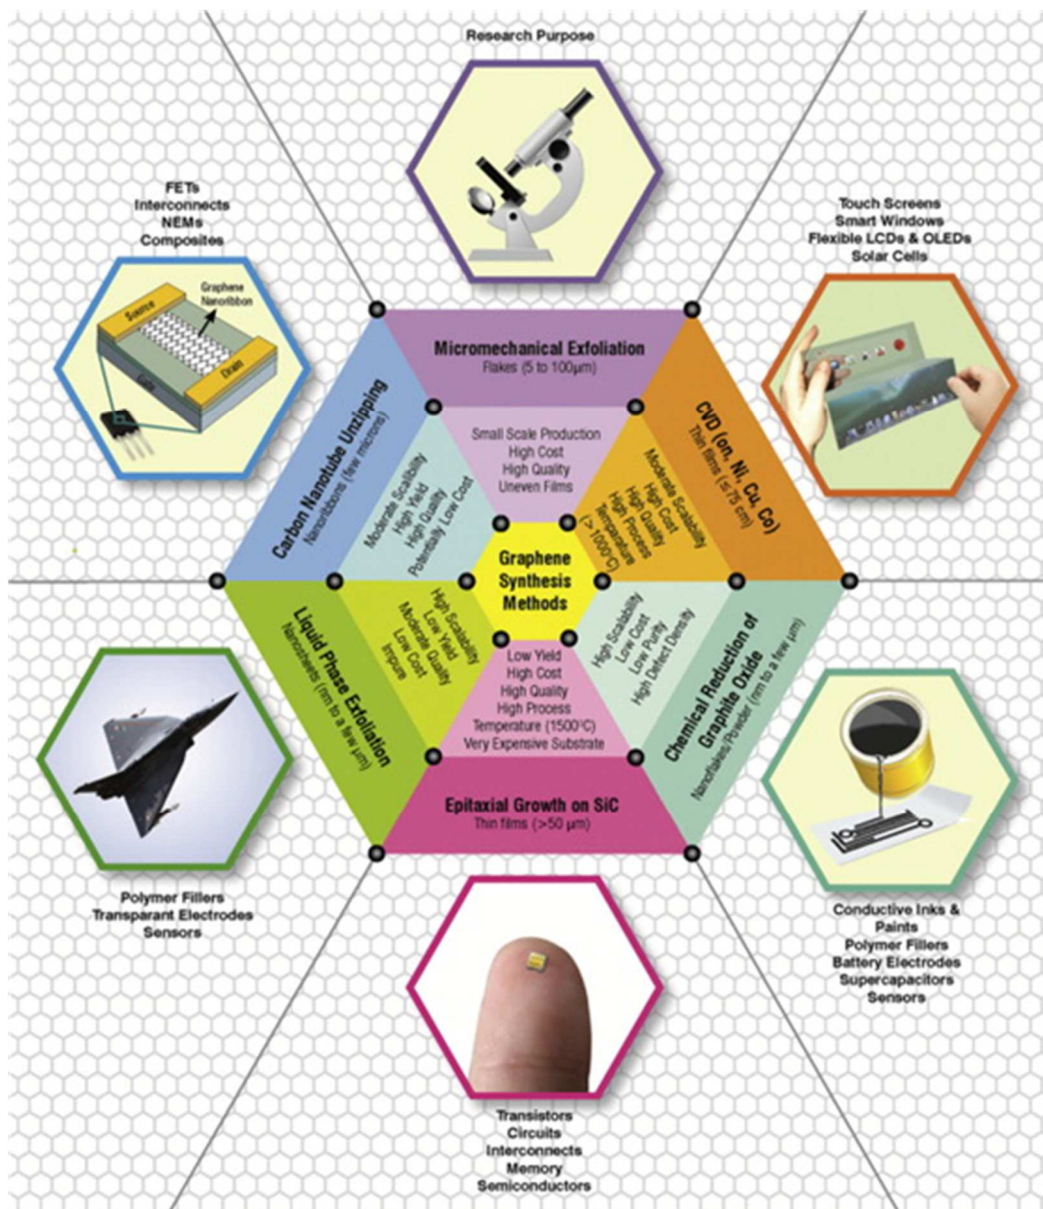 Research Purpose
FETs
Interconnects
NEMs
Composites
Touch Screens
Smart Windows
Flexible LCDs & OLEDs
Solar Cells
Graphene
Nanoribbon
Source
Drain
Gate
Micromechanical Exfoliation
Flakes (5 to 100µm)
Small Scale Production
High Cost
High Quality
Uneven Films
Carbon Nanotube Unzipping
Nanoribbons (few microns)
Moderate Scalibility
High Yield
High Quality
Potentially Low Cost
CVD (on, Ni, Cu, Co)
Thin films (≤ 75 cm)
Moderate Scalability
High Cost
High Quality
High Process
Temperature
(> 1000°C)
Graphene
Synthesis
Methods
Liquid Phase Exfoliation
Nanosheets (nm to a few µm)
High Scalability
Low Yield
Moderate Quality
Low Cost
Impure
High Scalability
Low Cost
Low Purity
High Defect Density
Chemical Reduction of
Graphite Oxide
Nanoflakes/Powder (nm to a few µm)
Low Yield
High Cost
High Quality
High Process
Temperature (1500°C)
Very Expensive Substrate
Epitaxial Growth on SiC
Thin films (>50 µm)
Polymer Fillers
Transparant Electrodes
Sensors
Conductive Inks &
Paints
Polymer Fillers
Battery Electrodes
Supercapacitors
Sensors
Transistors
Circuits
Interconnects
Memory
Semiconductors